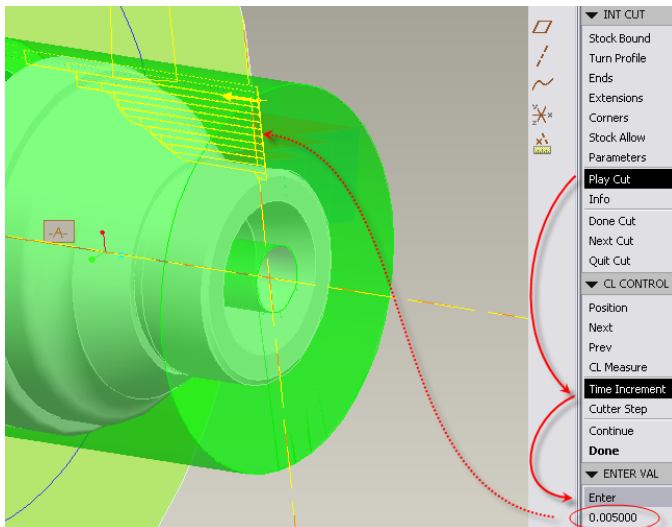 INT CUT
Stock Bound
Turn Profile
Ends
Extensions
Corners
Stock Allow
Parameters
Play Cut
Info
Done Cut
Next Cut
Quit Cut
CL CONTROL
Position
Next
Prev
CL Measure
Time Increment
Cutter Step
Continue
Done
ENTER VAL
Enter
0.005000
-A-
y
x
z